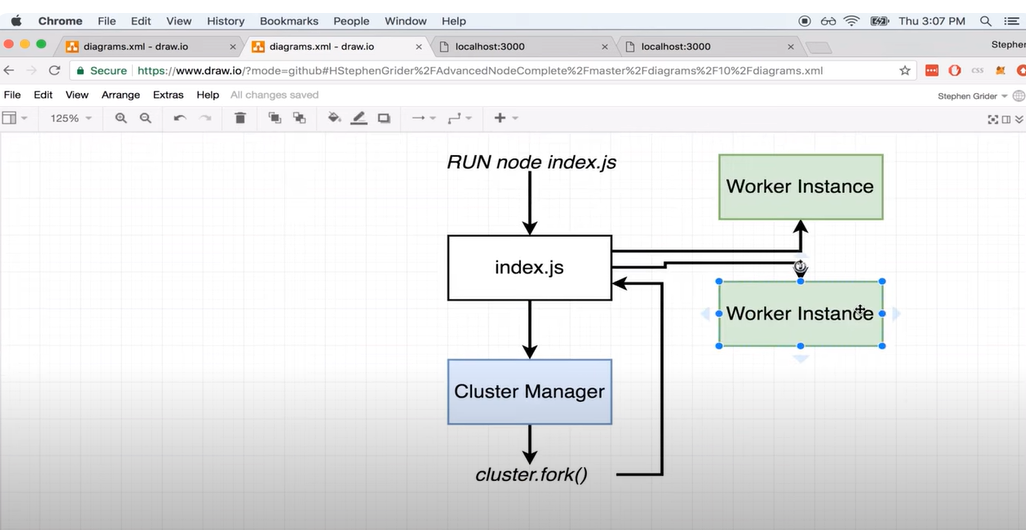 Chrome File Edit View History Bookmarks People Window Help Thu 3:07 PM
diagrams.xml - draw.io diagrams.xml - draw.io localhost:3000 localhost:3000 Stephen
Secure https://www.draw.io/?mode=github#HStephenGrider%2FAdvancedNodeComplete%2Fmaster%2Fdiagrams%2F10%2Fdiagrams.xml CSS
File Edit View Arrange Extras Help All changes saved Stephen Grider
125%
RUN node index.js
Worker Instance
index.js
Worker Instance
Cluster Manager
cluster.fork()